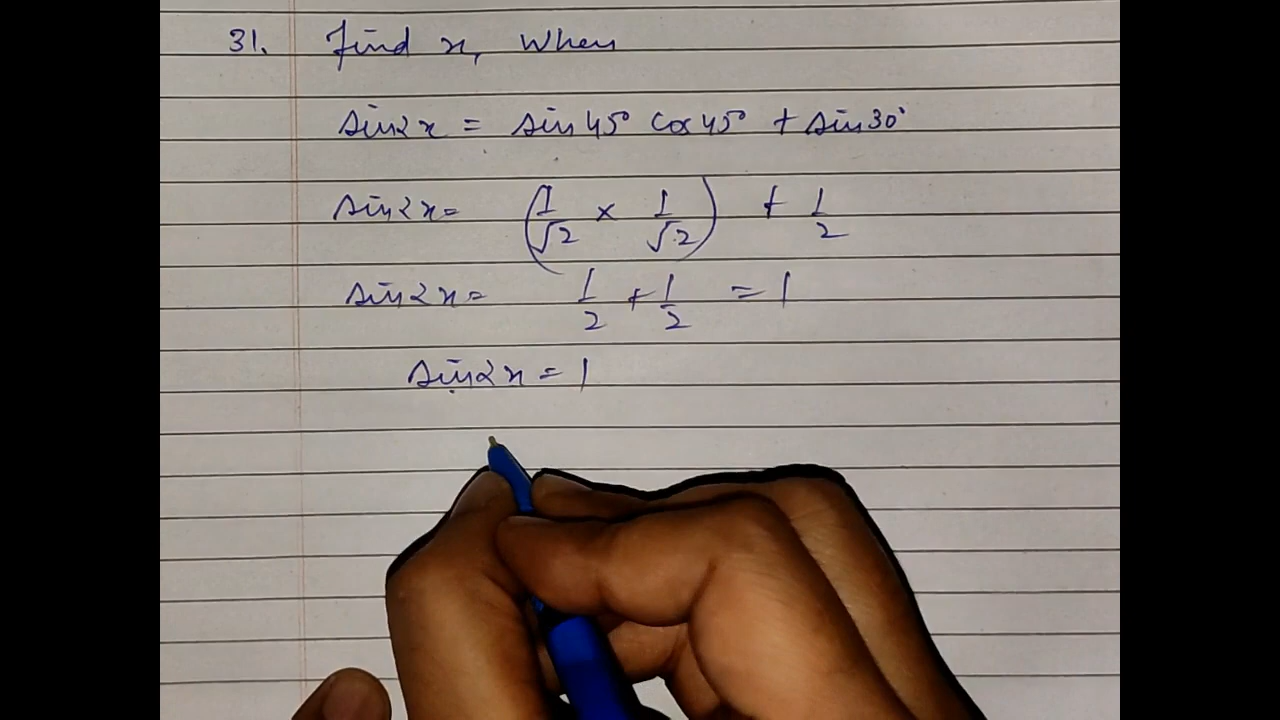 31. Find x, When
sin2x = sin45° cos45° + sin30°
sin2x = (1/√2 × 1/√2) + 1/2
sin2x = 1/2 + 1/2 = 1
sin2x = 1